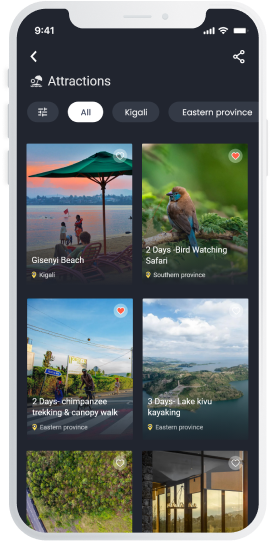 9:41
Attractions
All
Kigali
Eastern province
Gisenyi Beach
Kigali
2 Days -Bird Watching
Safari
Southern province
2 Days- chimpanzee
trekking & canopy walk
Eastern province
3 Days- Lake kivu
kayaking
Eastern province